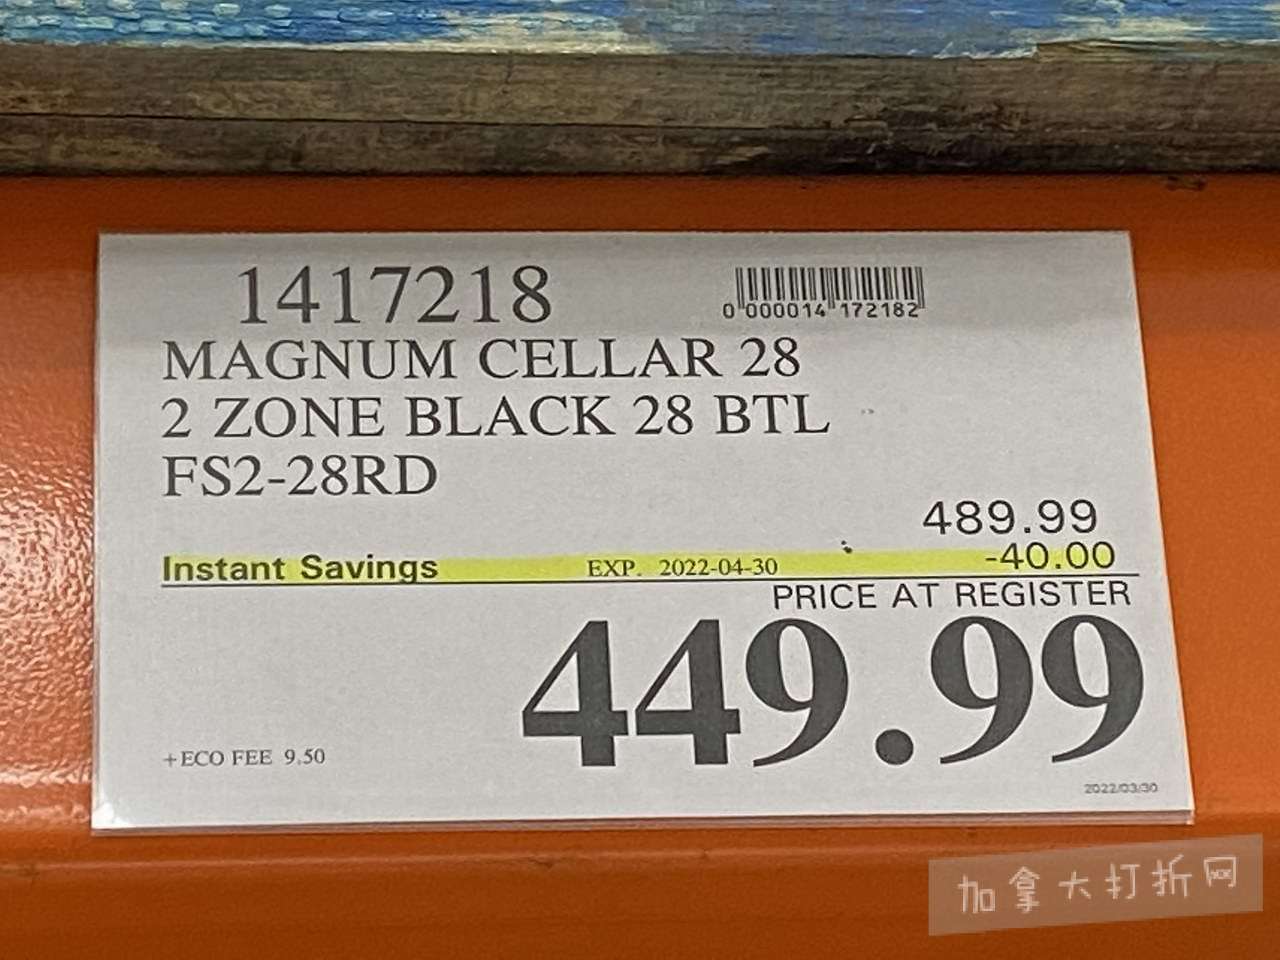 1417218
0 000014 172182
MAGNUM CELLAR 28
2 ZONE BLACK 28 BTL
FS2-28RD
489.99
Instant Savings EXP. 2022-04-30 -40.00
PRICE AT REGISTER
449.99
+ECO FEE 9.50
2022/03/30
加拿大打折网